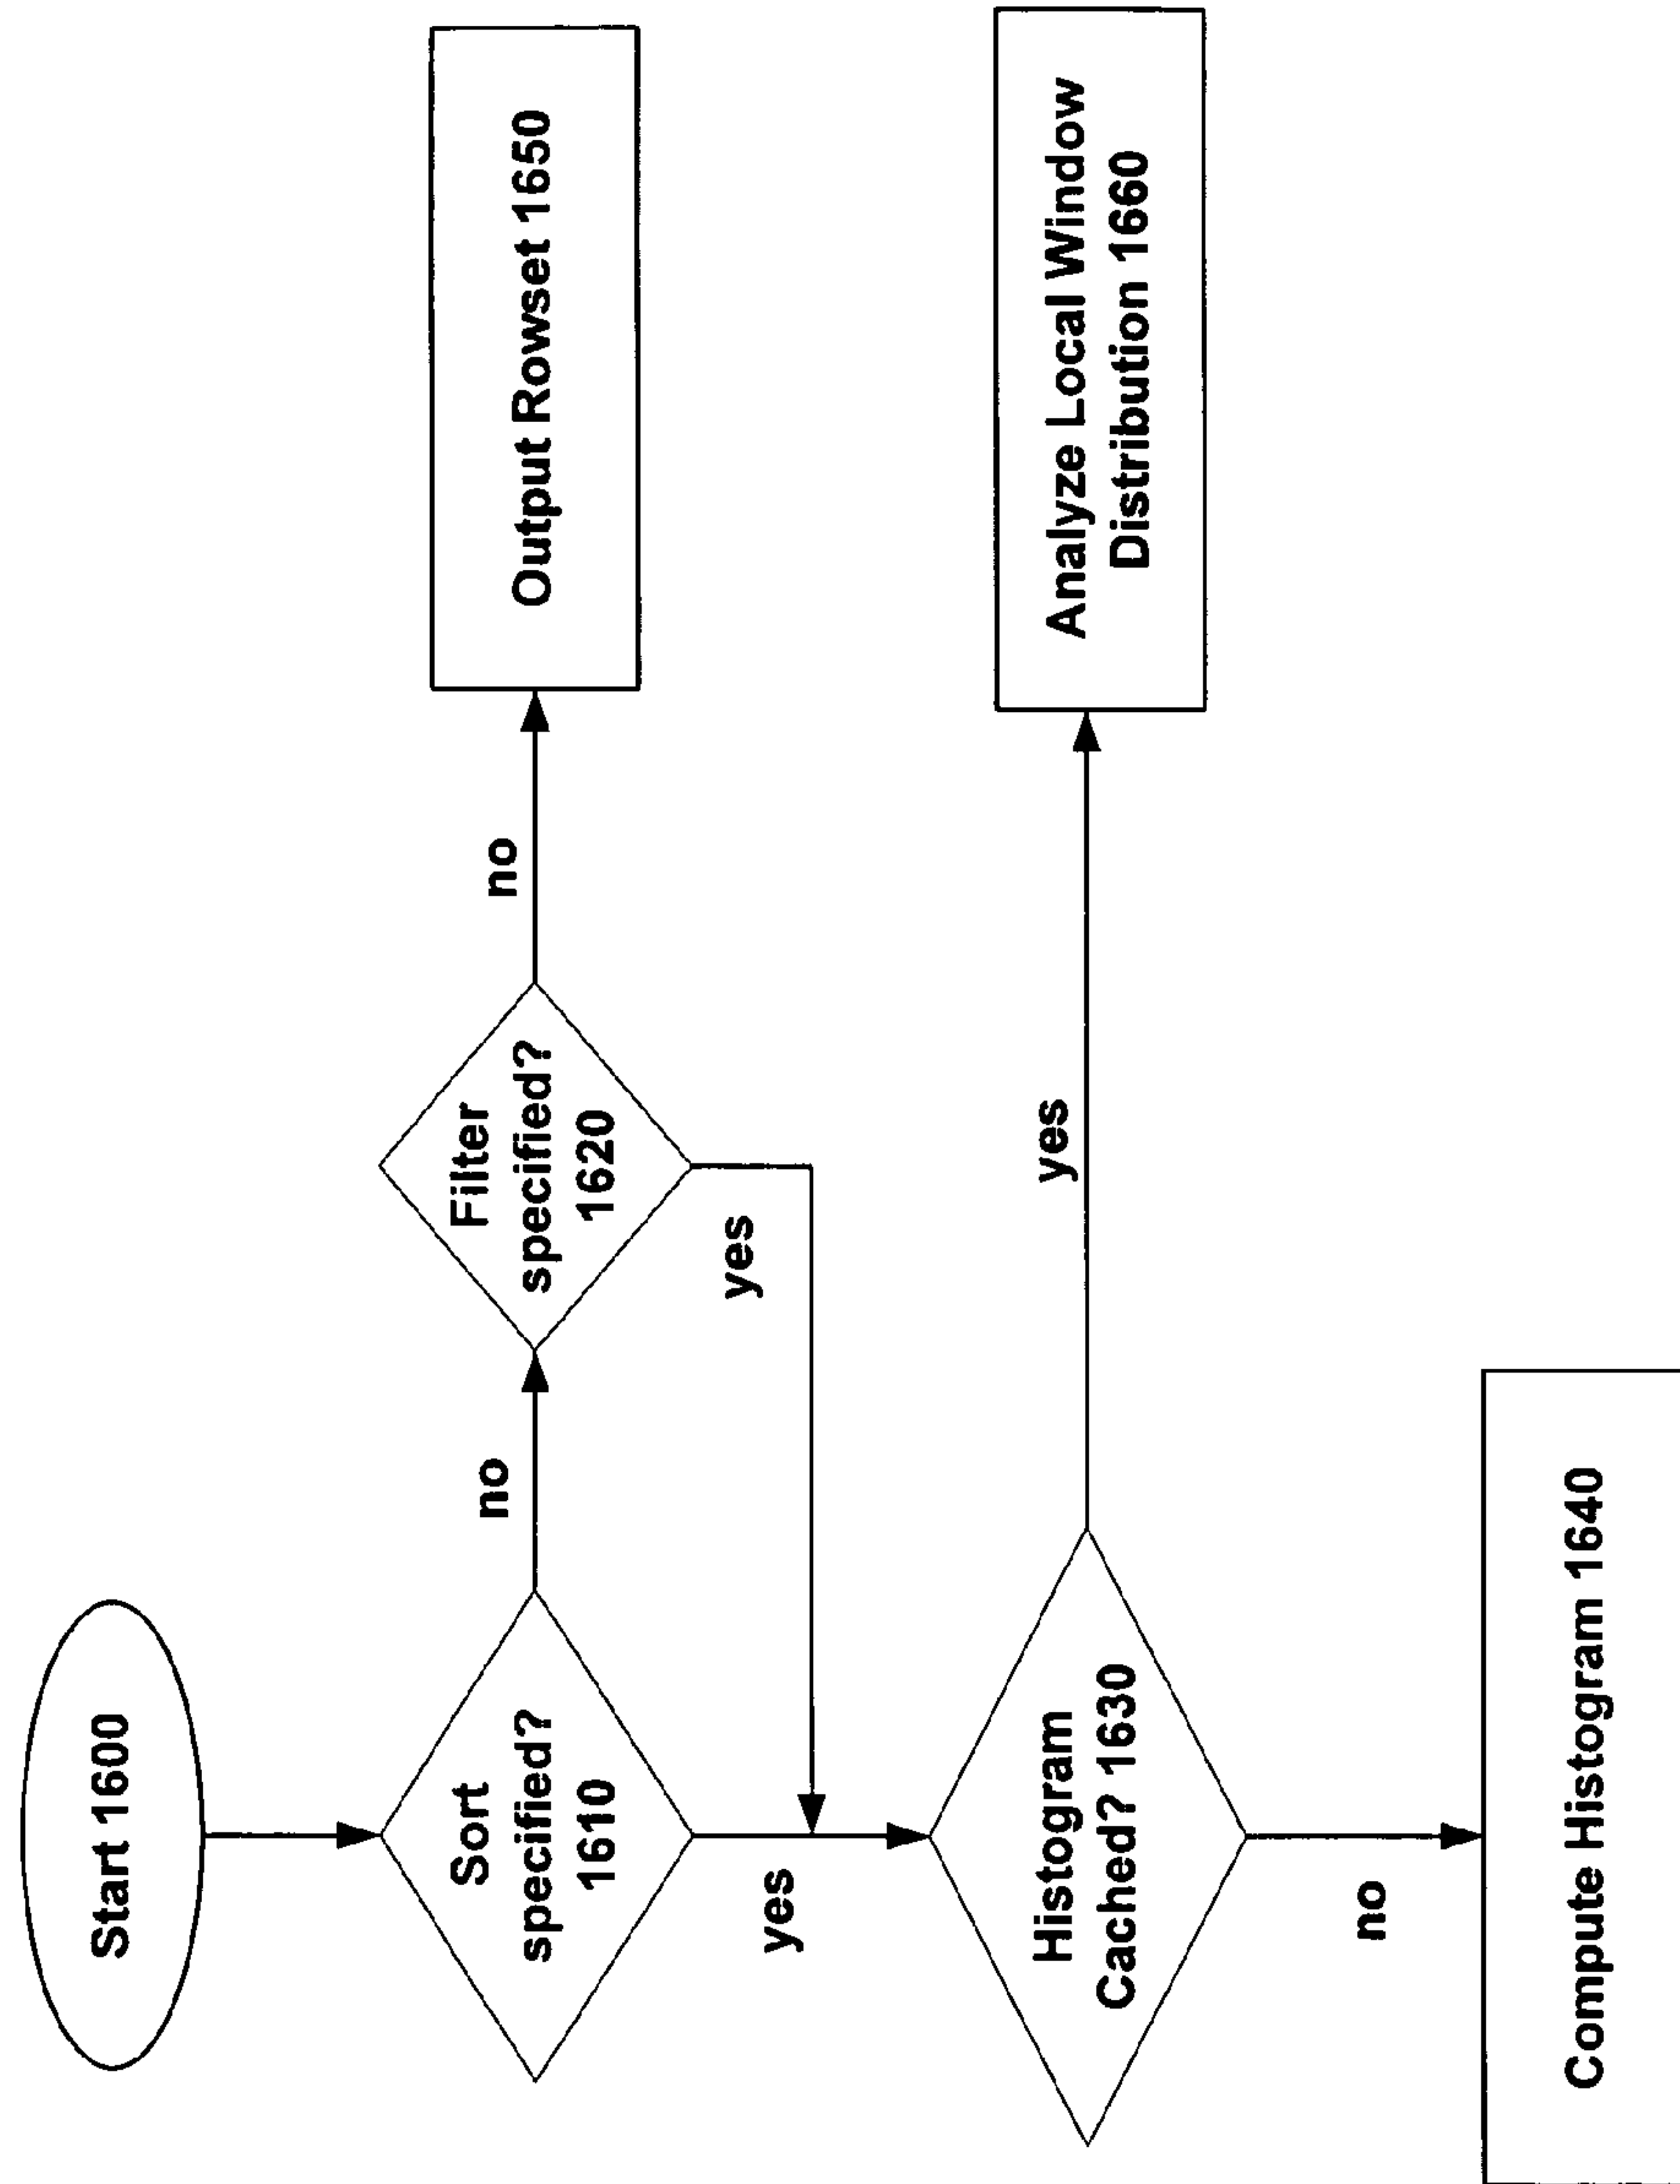 Start 1600
Sort
specified?
1610
no
Filter
specified?
1620
no
Output Rowset 1650
yes
yes
Histogram
Cached? 1630
yes
Analyze Local Window
Distribution 1660
no
Compute Histogram 1640